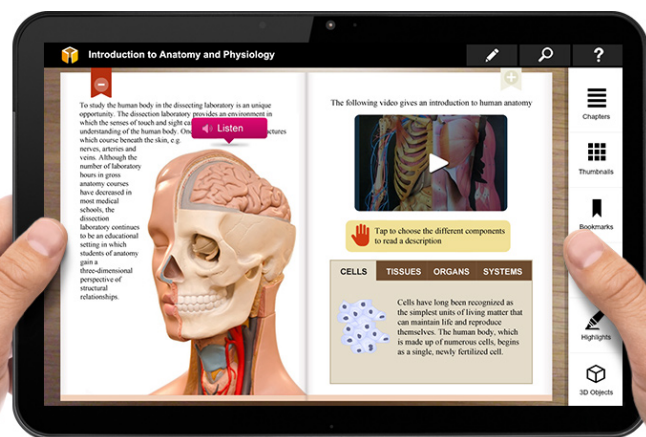 Introduction to Anatomy and Physiology
?
To study the human body in the dissecting laboratory is an unique
opportunity. The dissection laboratory provides an environment in
which the senses of touch and sight ca
understanding of the human body. On ctures
which course beneath the skin, e.g.
nerves, arteries and
veins. Although the
number of laboratory
hours in gross
anatomy courses
have decreased in
most medical
schools, the
dissection
laboratory continues
to be an educational
setting in which
students of anatomy
gain a
three-dimensional
perspective of
structural
relationships.
Listen
The following video gives an introduction to human anatomy
Tap to choose the different components
to read a description
CELLS TISSUES ORGANS SYSTEMS
Cells have long been recognized as
the simplest units of living matter that
can maintain life and reproduce
themselves. The human body, which
is made up of numerous cells, begins
as a single, newly fertilized cell.
Chapters
Thumbnails
Bookmarks
Highlights
3D Objects